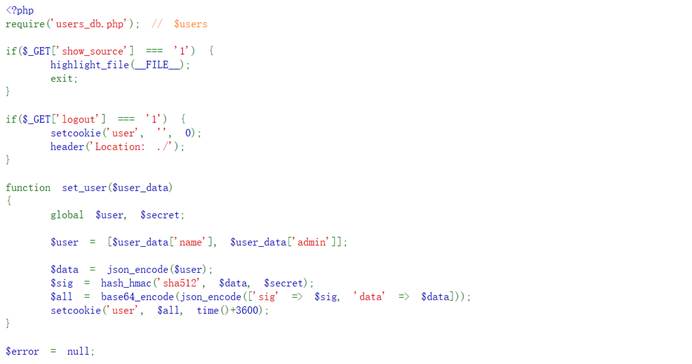 <?php
require('users_db.php'); // $users
if($_GET['show_source'] === '1') {
highlight_file(__FILE__);
exit;
}
if($_GET['logout'] === '1') {
setcookie('user', '', 0);
header('Location: ./');
}
function set_user($user_data)
{
global $user, $secret;
$user = [$user_data['name'], $user_data['admin']];
$data = json_encode($user);
$sig = hash_hmac('sha512', $data, $secret);
$all = base64_encode(json_encode(['sig' => $sig, 'data' => $data]));
setcookie('user', $all, time()+3600);
}
$error = null;